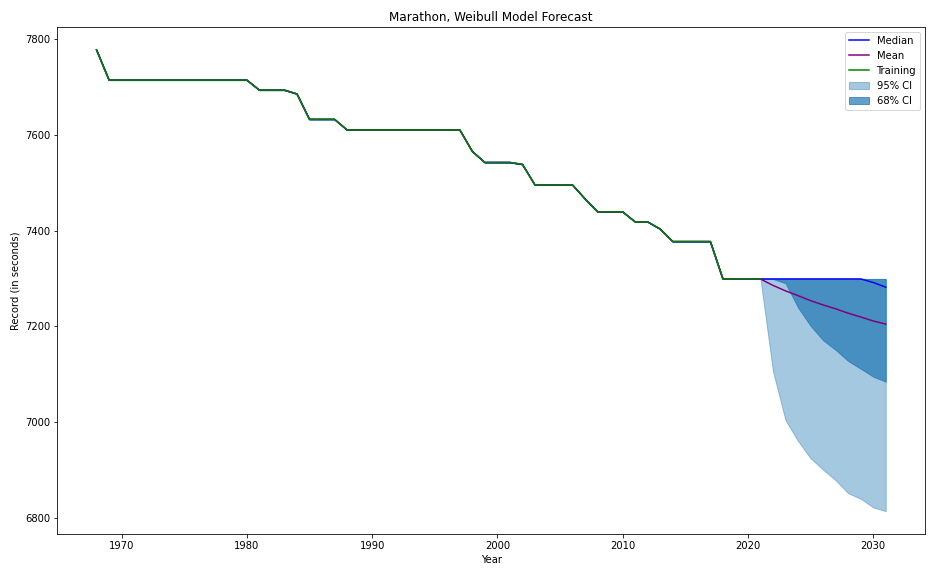 Marathon, Weibull Model Forecast
Median
Mean
Training
95% CI
68% CI
Record (in seconds)
7800
7600
7400
7200
7000
6800
1970 1980 1990 2000 2010 2020 2030
Year